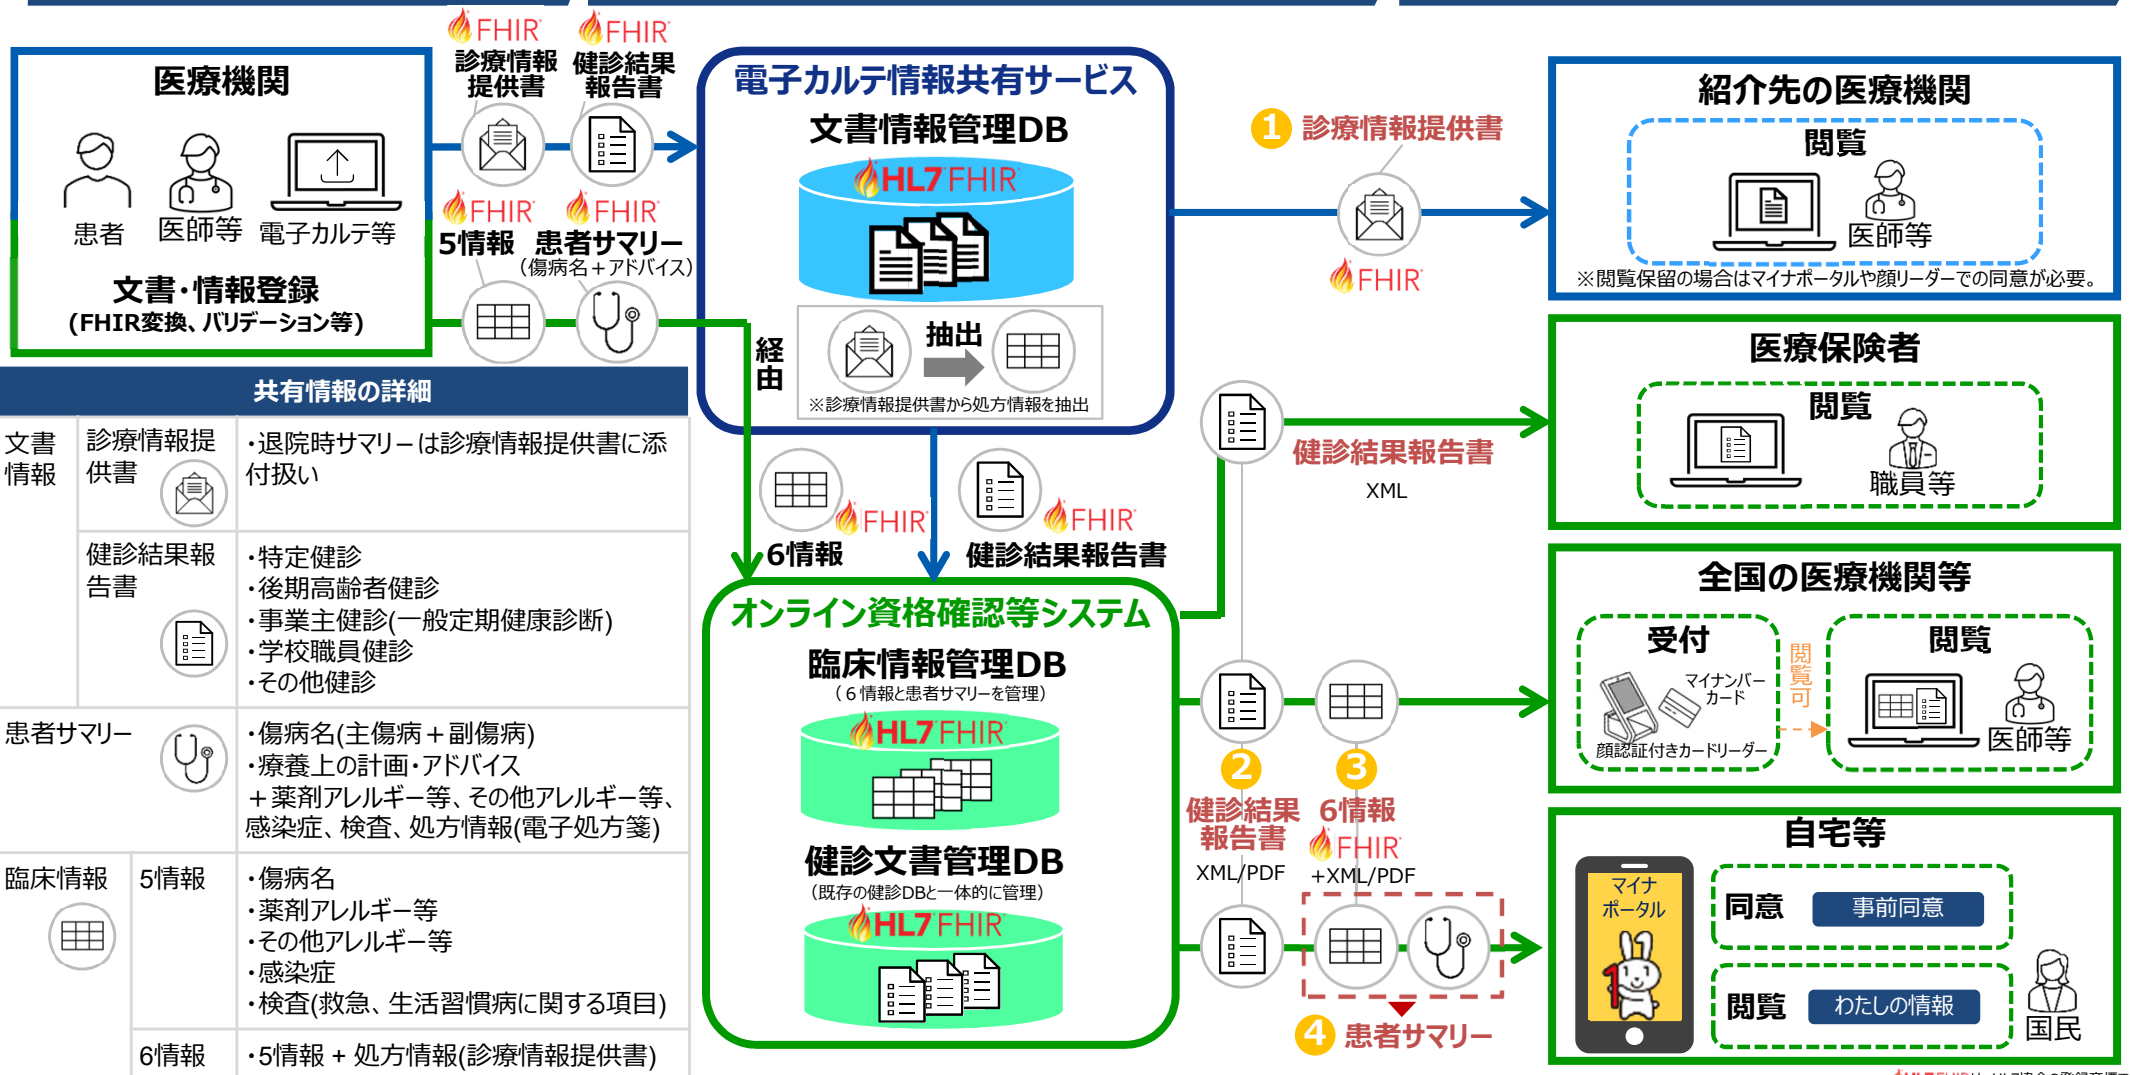 FHIR
診療情報
提供書
FHIR
健診結果
報告書
医療機関
患者
医師等
電子カルテ等
文書・情報登録
(FHIR変換、バリデーション等)
FHIR
5情報
FHIR
患者サマリー
(傷病名＋アドバイス)
共有情報の詳細
文書
情報
診療情報提
供書
・退院時サマリーは診療情報提供書に添
付扱い
健診結果報
告書
・特定健診
・後期高齢者健診
・事業主健診(一般定期健康診断)
・学校職員健診
・その他健診
患者サマリー
・傷病名(主傷病＋副傷病)
・療養上の計画・アドバイス
＋薬剤アレルギー等、その他アレルギー等、
感染症、検査、処方情報(電子処方箋)
臨床情報
5情報
・傷病名
・薬剤アレルギー等
・その他アレルギー等
・感染症
・検査(救急、生活習慣病に関する項目)
6情報
・5情報 + 処方情報(診療情報提供書)
電子カルテ情報共有サービス
文書情報管理DB
HL7 FHIR
経
由
抽出
※診療情報提供書から処方情報を抽出
FHIR
6情報
FHIR
健診結果報告書
オンライン資格確認等システム
臨床情報管理DB
(６情報と患者サマリーを管理)
HL7 FHIR
健診文書管理DB
(既存の健診DBと一体的に管理)
HL7 FHIR
1 診療情報提供書
FHIR
健診結果報告書
XML
2
健診結果
報告書
XML/PDF
3
6情報
FHIR
+XML/PDF
4 患者サマリー
紹介先の医療機関
閲覧
医師等
※閲覧保留の場合はマイナポータルや顔リーダーでの同意が必要。
医療保険者
閲覧
職員等
全国の医療機関等
受付
マイナンバー
カード
顔認証付きカードリーダー
閲覧可
閲覧
医師等
自宅等
マイナ
ポータル
同意
事前同意
閲覧
わたしの情報
国民